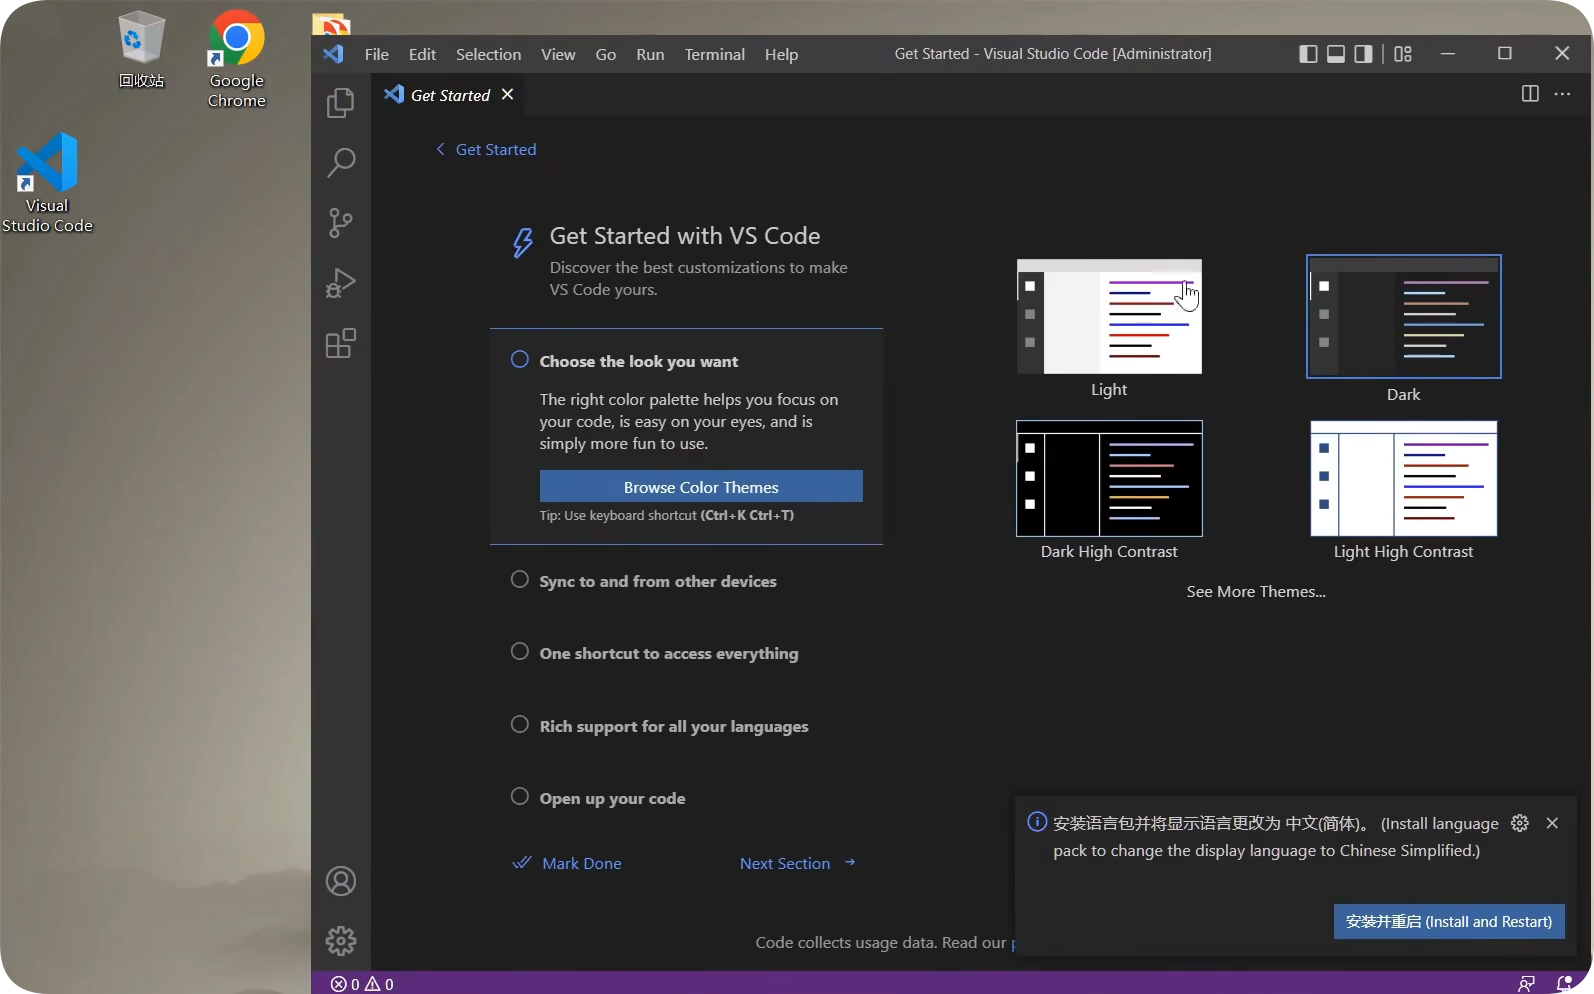 回收站
Google
Chrome
Visual
Studio Code
File Edit Selection View Go Run Terminal Help
Get Started - Visual Studio Code [Administrator]
Get Started
Get Started
Get Started with VS Code
Discover the best customizations to make
VS Code yours.
Choose the look you want
The right color palette helps you focus on
your code, is easy on your eyes, and is
simply more fun to use.
Browse Color Themes
Tip: Use keyboard shortcut (Ctrl+K Ctrl+T)
Sync to and from other devices
One shortcut to access everything
Rich support for all your languages
Open up your code
Mark Done
Next Section
Light
Dark
Dark High Contrast
Light High Contrast
See More Themes...
Code collects usage data. Read our
安装语言包并将显示语言更改为 中文(简体)。 (Install language
pack to change the display language to Chinese Simplified.)
安装并重启 (Install and Restart)
0 0